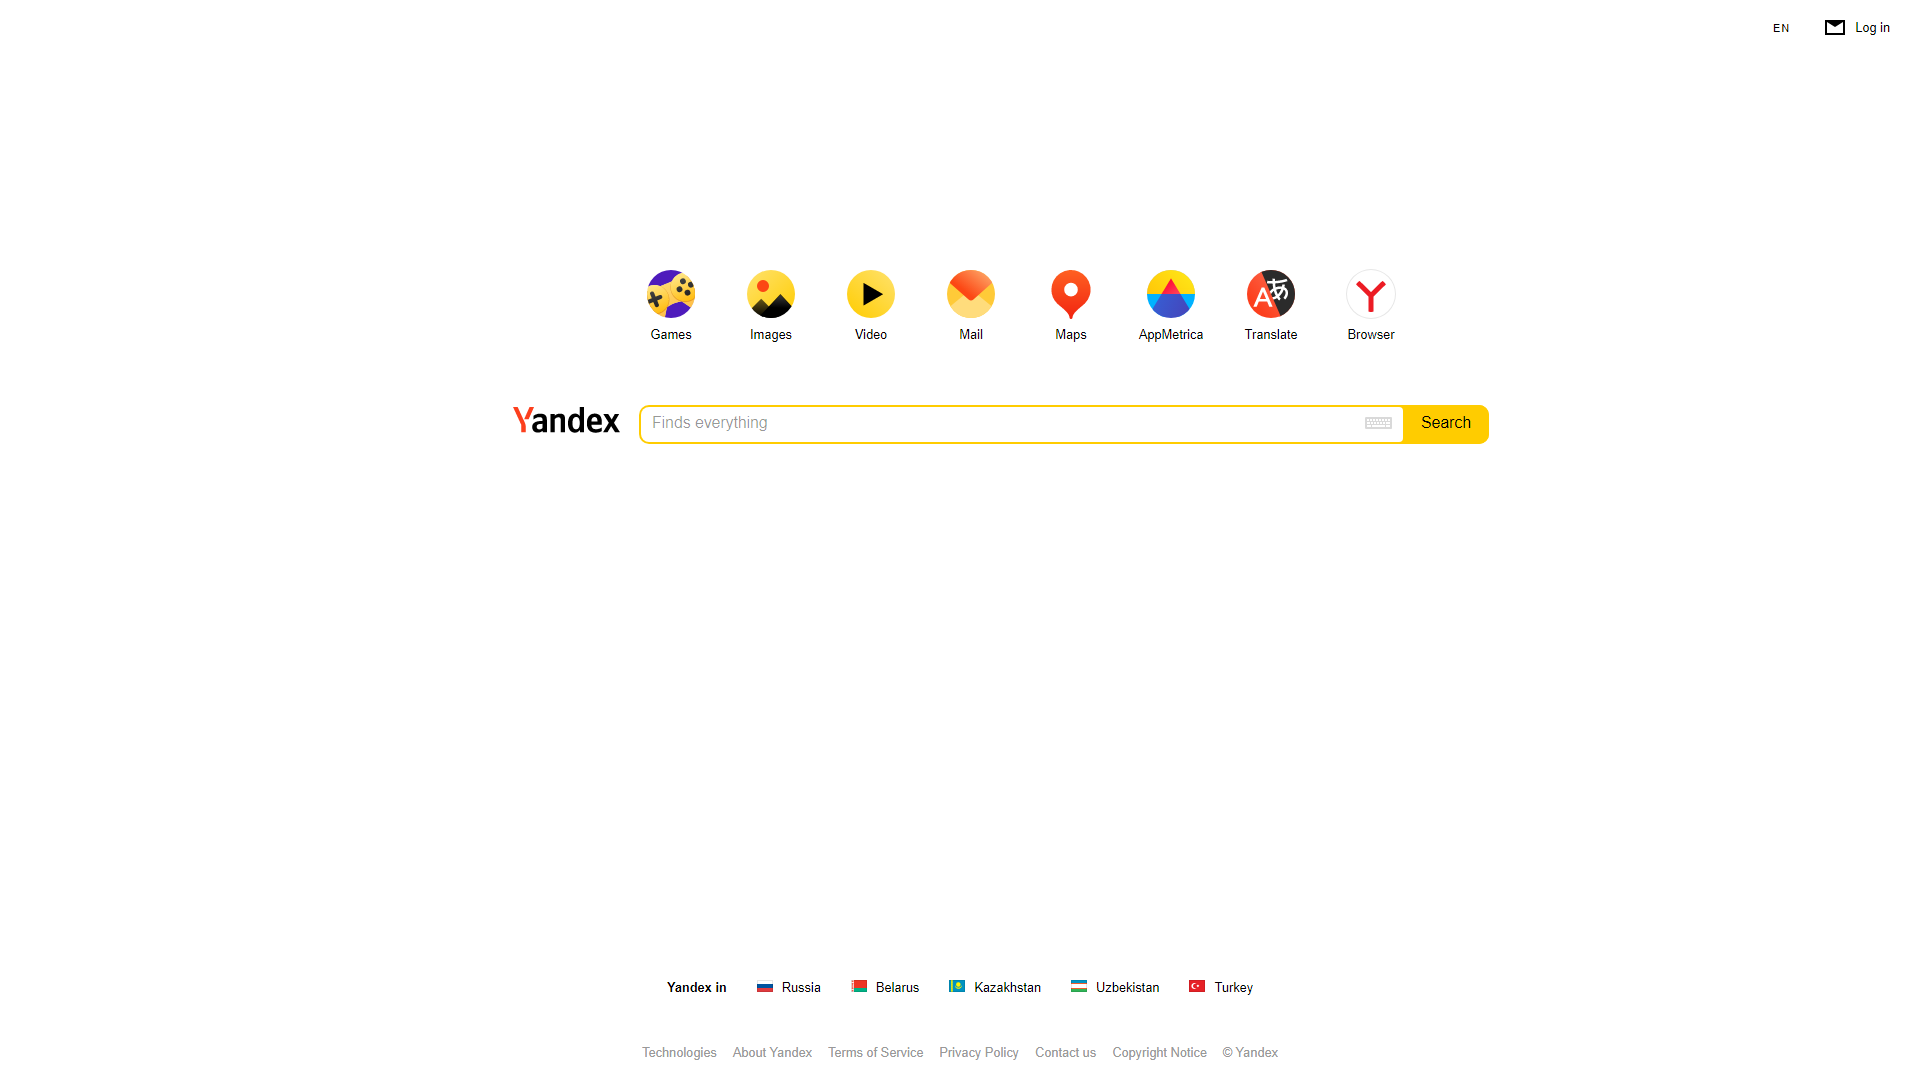 EN Log in
Games Images Video Mail Maps AppMetrica Translate Browser
Yandex Finds everything Search
Yandex in Russia Belarus Kazakhstan Uzbekistan Turkey
Technologies About Yandex Terms of Service Privacy Policy Contact us Copyright Notice © Yandex